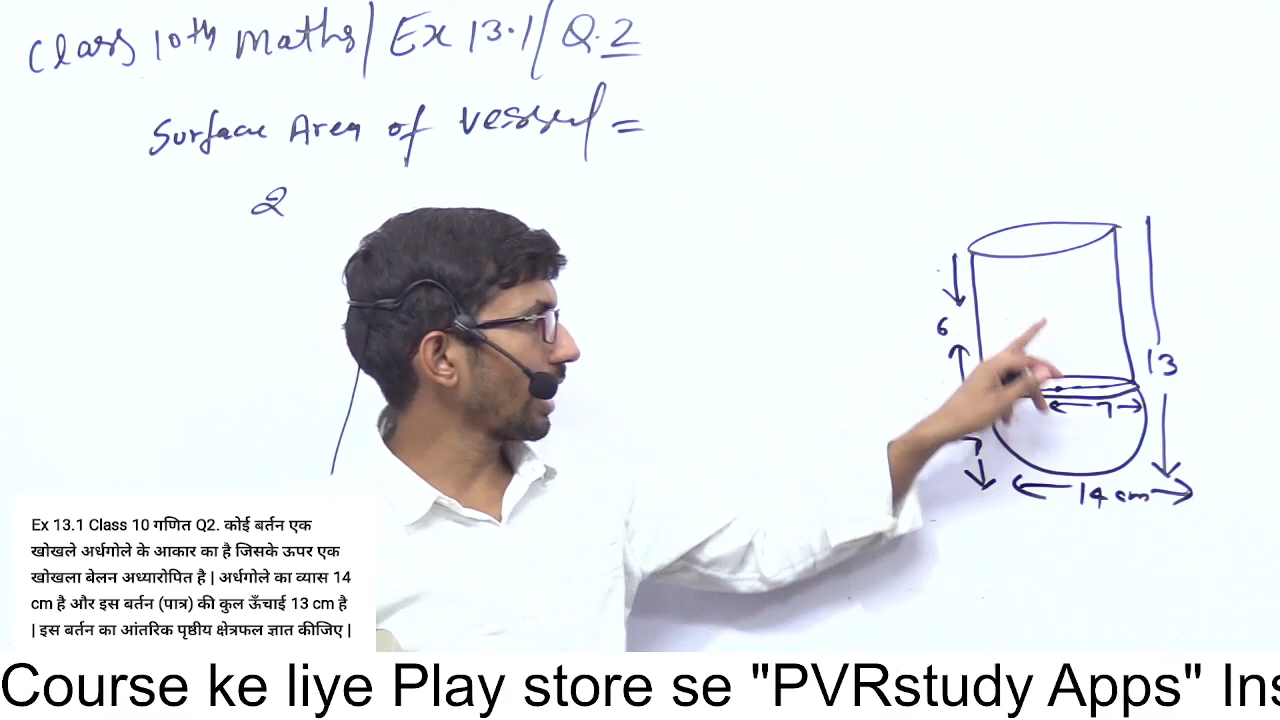 Class 10th Maths / Ex 13.1 / Q.2
Surface Area of vessel =
2
6
13
7
7
14 cm
Ex 13.1 Class 10 गणित Q2. कोई बर्तन एक
खोखले अर्धगोले के आकार का है जिसके ऊपर एक
खोखला बेलन अध्यारोपित है | अर्धगोले का व्यास 14
cm है और इस बर्तन (पात्र) की कुल ऊँचाई 13 cm है
| इस बर्तन का आंतरिक पृष्ठीय क्षेत्रफल ज्ञात कीजिए |
Course ke liye Play store se "PVRstudy Apps" Ins